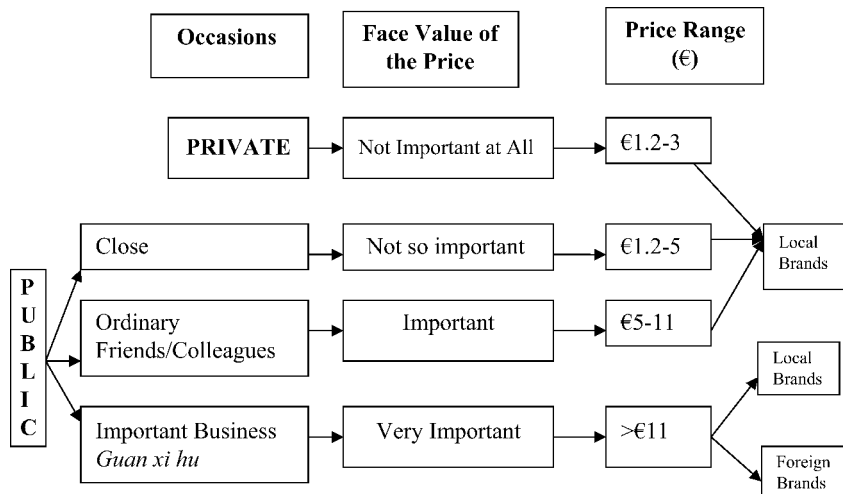 Occasions
Face Value of
the Price
Price Range
(€)
PRIVATE
Not Important at All
€1.2-3
Close
Not so important
€1.2-5
Local
Brands
PUBLIC
Ordinary
Friends/Colleagues
Important
€5-11
Local
Brands
Important Business
Guan xi hu
Very Important
>€11
Foreign
Brands